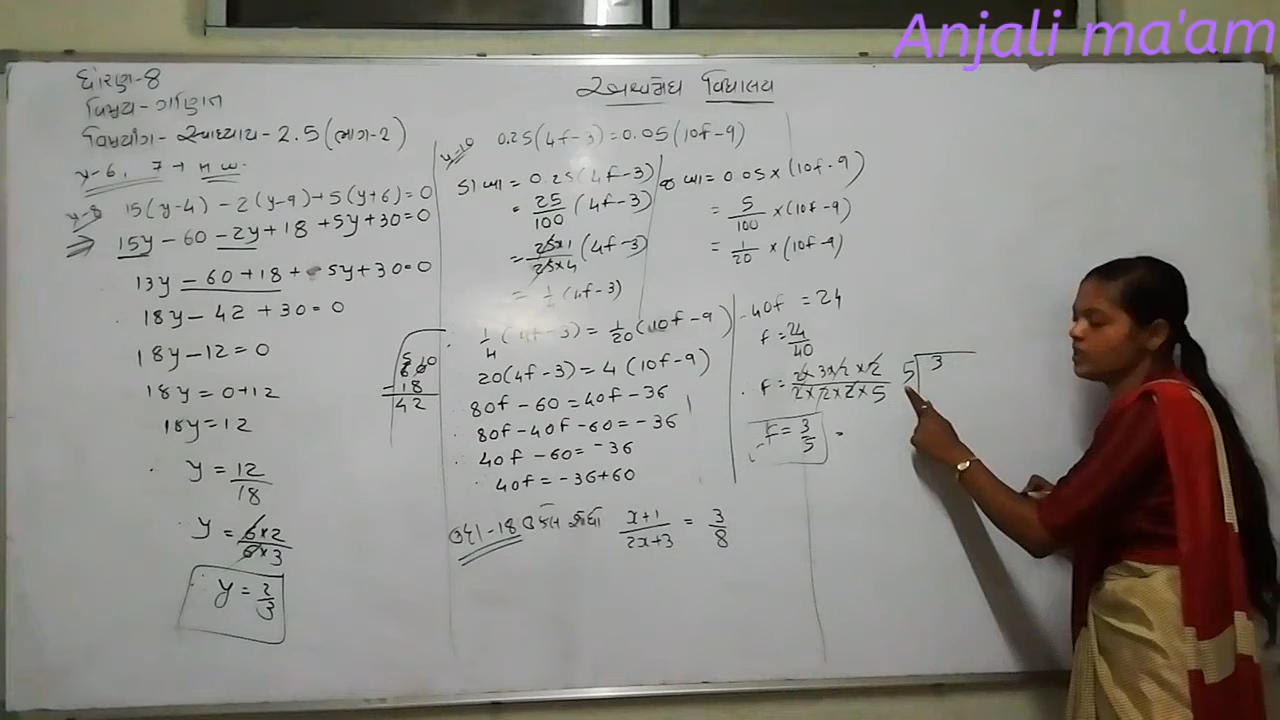 Anjali ma'am
ધોરણ-8
વિષય-ગણિત
વિષયાંગ-સ્વાધ્યાય-2.5(ભાગ-2)
અશ્વમેઘ વિદ્યાલય
પ્ર-6, 7 → H.W.
પ્ર-8 15(y-4)-2(y-9)+5(y+6)=0
⇒ 15y-60-2y+18+5y+30=0
13y-60+18+5y+30=0
18y-42+30=0
18y-12=0
18y=0+12
18y=12
y=12/18
y=6×2/6×3
y=2/3
60
-18
42
પ્ર-10 0.25(4f-3)=0.05(10f-9)
ડા બા=0.25(4f-3)
=25/100(4f-3)
=25×1/25×4(4f-3)
1/4(4f-3)=1/20(10f-9)
20(4f-3)=4(10f-9)
80f-60=40f-36
80f-40f-60=-36
40f-60=-36
40f=-36+60
ઉદા-18 ઉકેલ શોધો x+1/2x+3=3/8
જ બા=0.05×(10f-9)
=5/100×(10f-9)
=1/20×(10f-9)
40f=24
f=24/40
f=2×3×2×2/2×2×2×5
f=3/5 =
5 3